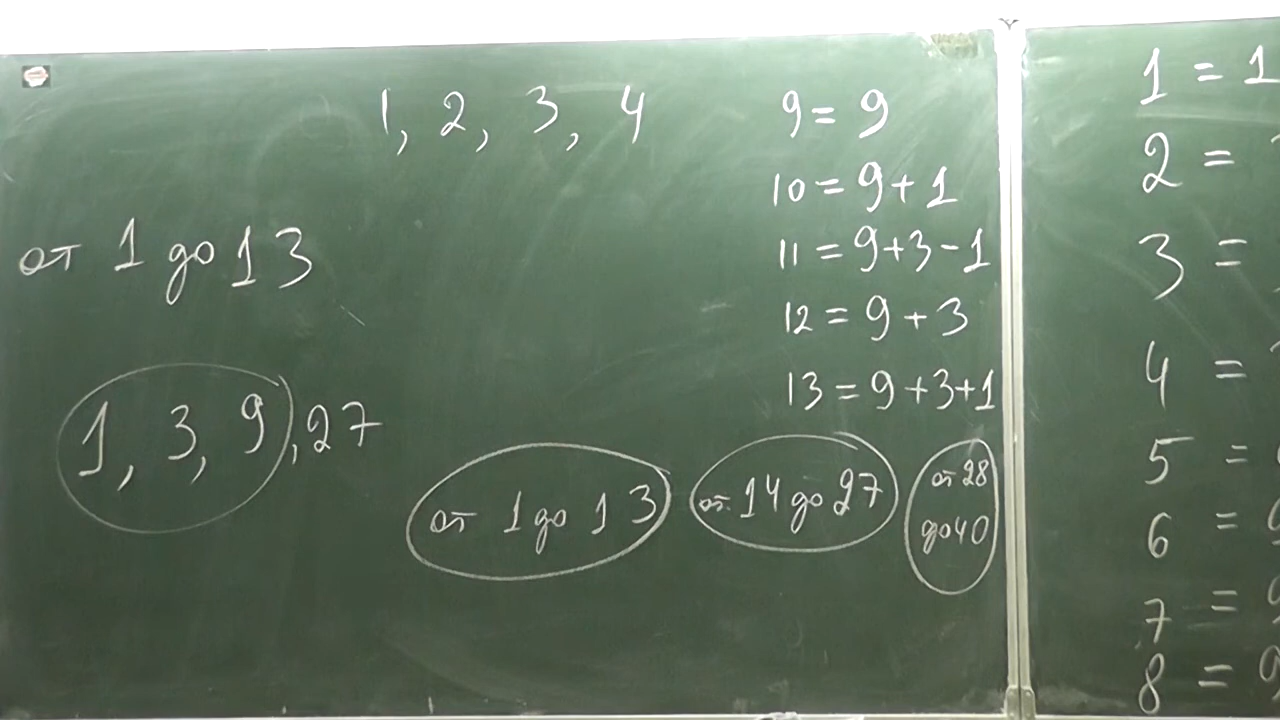 1, 2, 3, 4
от 1 до 13
1, 3, 9, 27
от 1 до 13
от 14 до 27
от 28
до 40
9 = 9
10 = 9 + 1
11 = 9 + 3 - 1
12 = 9 + 3
13 = 9 + 3 + 1
1 = 1
2 =
3 =
4 =
5 =
6 =
7 = 9
8 = 9